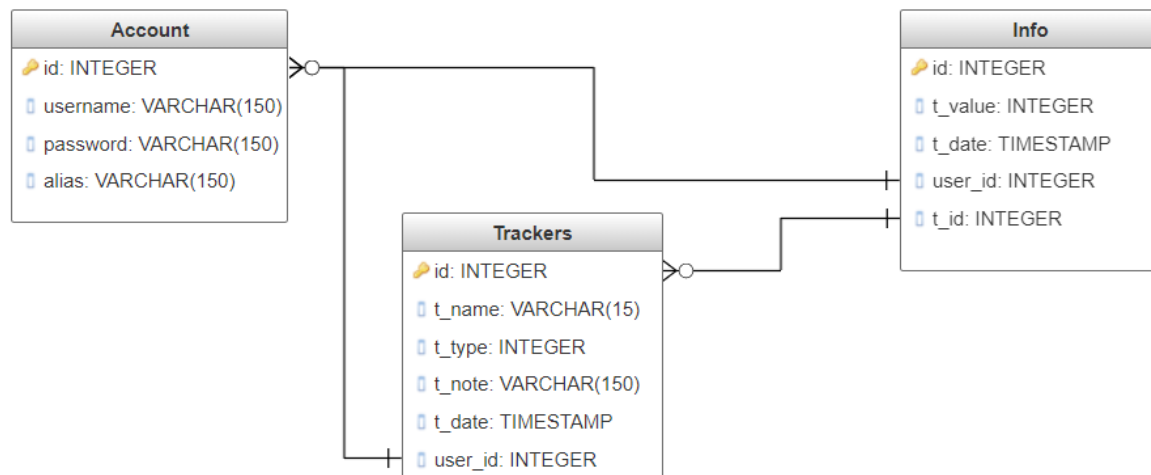 Account
id: INTEGER
username: VARCHAR(150)
password: VARCHAR(150)
alias: VARCHAR(150)
Trackers
id: INTEGER
t_name: VARCHAR(15)
t_type: INTEGER
t_note: VARCHAR(150)
t_date: TIMESTAMP
user_id: INTEGER
Info
id: INTEGER
t_value: INTEGER
t_date: TIMESTAMP
user_id: INTEGER
t_id: INTEGER